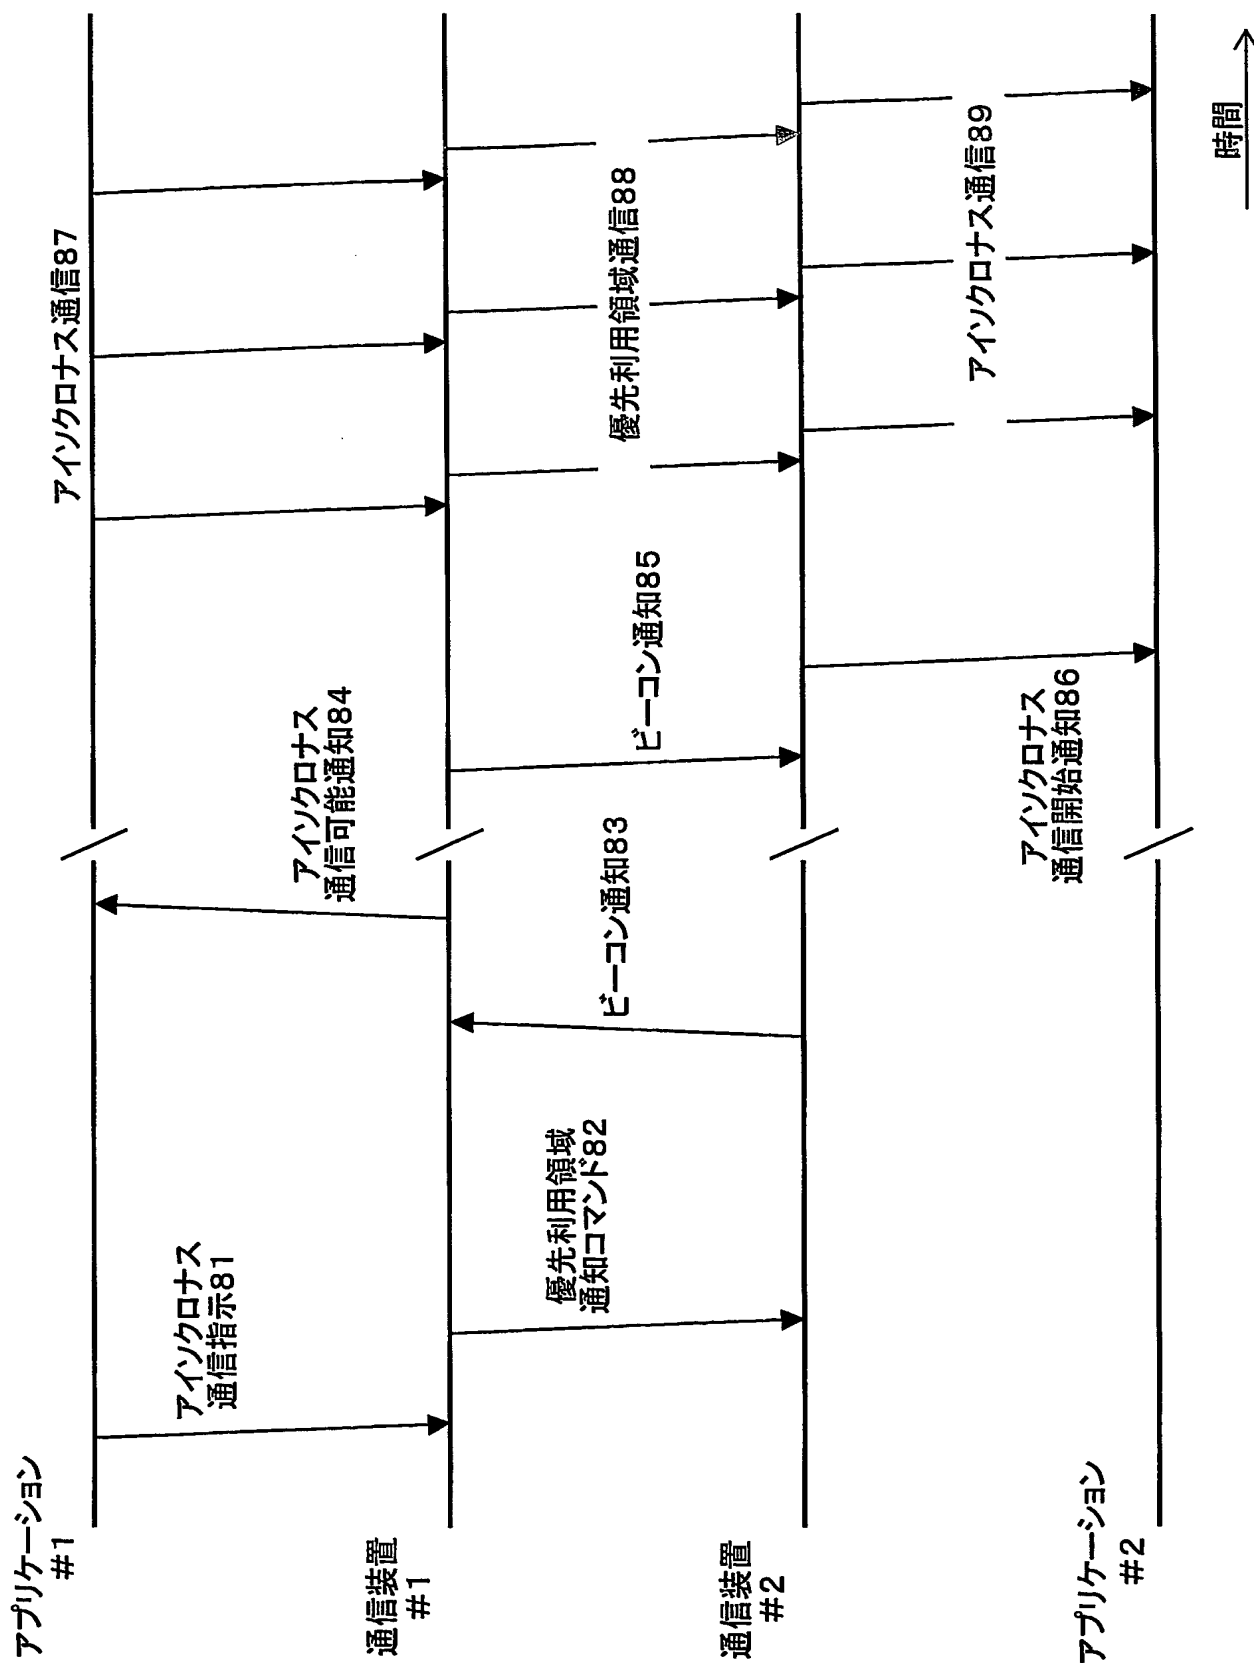 アプリケーション
#1
通信装置
#1
通信装置
#2
アプリケーション
#2
アイソクロナス
通信指示81
優先利用領域
通知コマンド82
ビーコン通知83
アイソクロナス
通信可能通知84
ビーコン通知85
アイソクロナス
通信開始通知86
アイソクロナス通信87
優先利用領域通信88
アイソクロナス通信89
時間